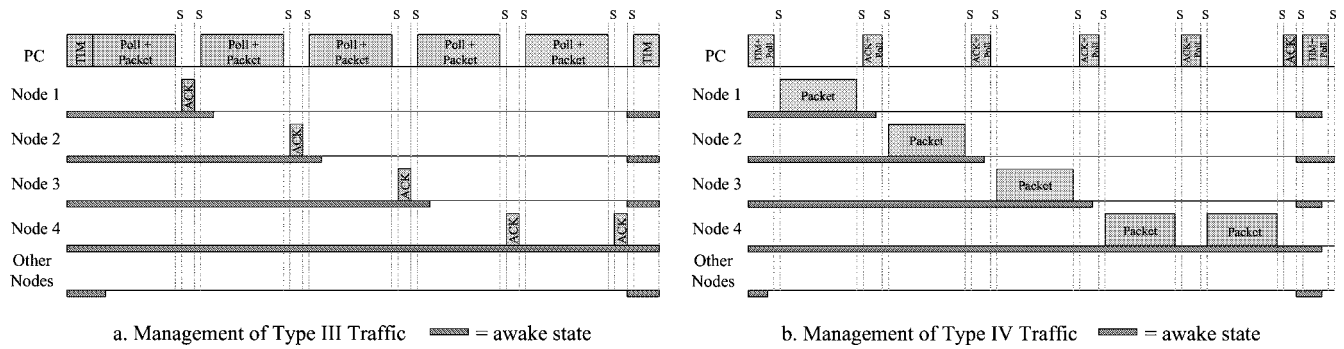 S S S S S S S S S S
PC TIM Poll + Packet Poll + Packet Poll + Packet Poll + Packet Poll + Packet TIM
Node 1 ACK
Node 2 ACK
Node 3 ACK
Node 4 ACK ACK
Other
Nodes
a. Management of Type III Traffic = awake state
S S S S S S S S S S S S
PC TIM+ Poll ACK+ Poll ACK+ Poll ACK+ Poll ACK+ Poll ACK TIM+ Poll
Node 1 Packet
Node 2 Packet
Node 3 Packet
Node 4 Packet Packet
Other
Nodes
b. Management of Type IV Traffic = awake state